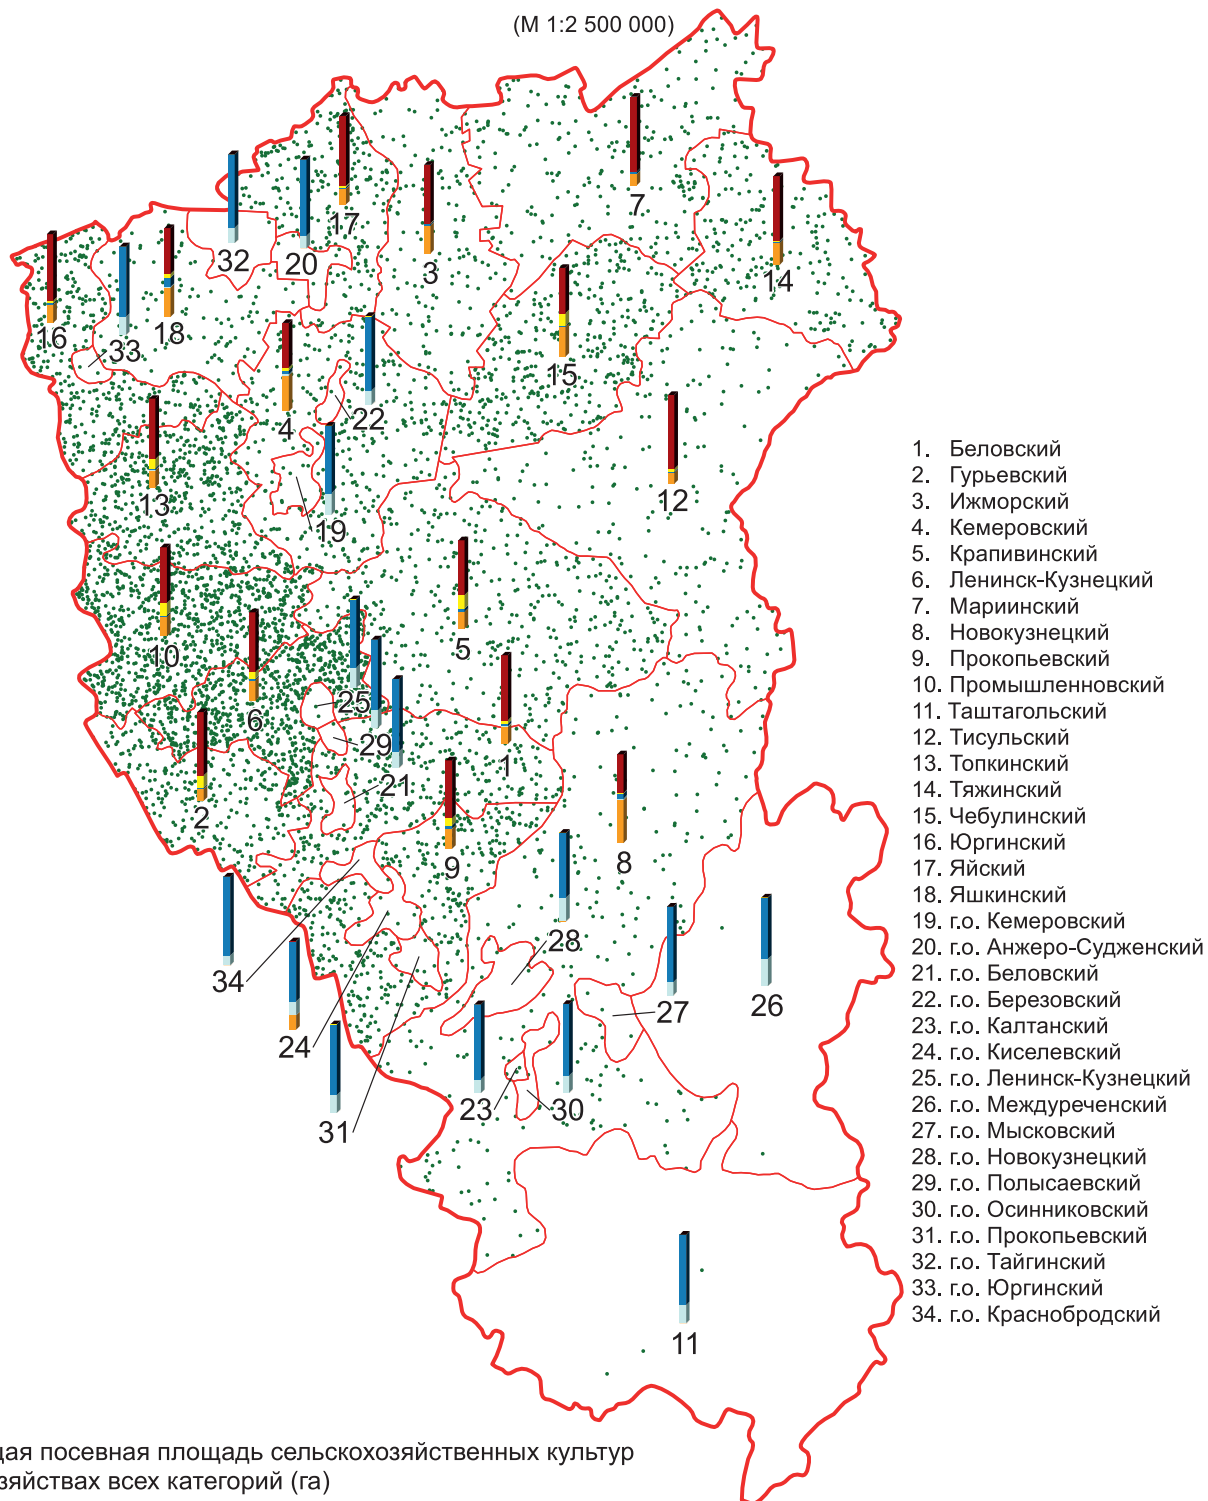 (М 1:2 500 000)
7
17
32
20
3
14
16
33
18
15
4
22
12
13
19
5
10
25
6
29
1
21
2
9
8
28
34
27
26
24
23
30
31
11
1. Беловский
2. Гурьевский
3. Ижморский
4. Кемеровский
5. Крапивинский
6. Ленинск-Кузнецкий
7. Мариинский
8. Новокузнецкий
9. Прокопьевский
10. Промышленновский
11. Таштагольский
12. Тисульский
13. Топкинский
14. Тяжинский
15. Чебулинский
16. Юргинский
17. Яйский
18. Яшкинский
19. г.о. Кемеровский
20. г.о. Анжеро-Судженский
21. г.о. Беловский
22. г.о. Березовский
23. г.о. Калтанский
24. г.о. Киселевский
25. г.о. Ленинск-Кузнецкий
26. г.о. Междуреченский
27. г.о. Мысковский
28. г.о. Новокузнецкий
29. г.о. Полысаевский
30. г.о. Осинниковский
31. г.о. Прокопьевский
32. г.о. Тайгинский
33. г.о. Юргинский
34. г.о. Краснобродский
щая посевная площадь сельскохозяйственных культур
зяйствах всех категорий (га)